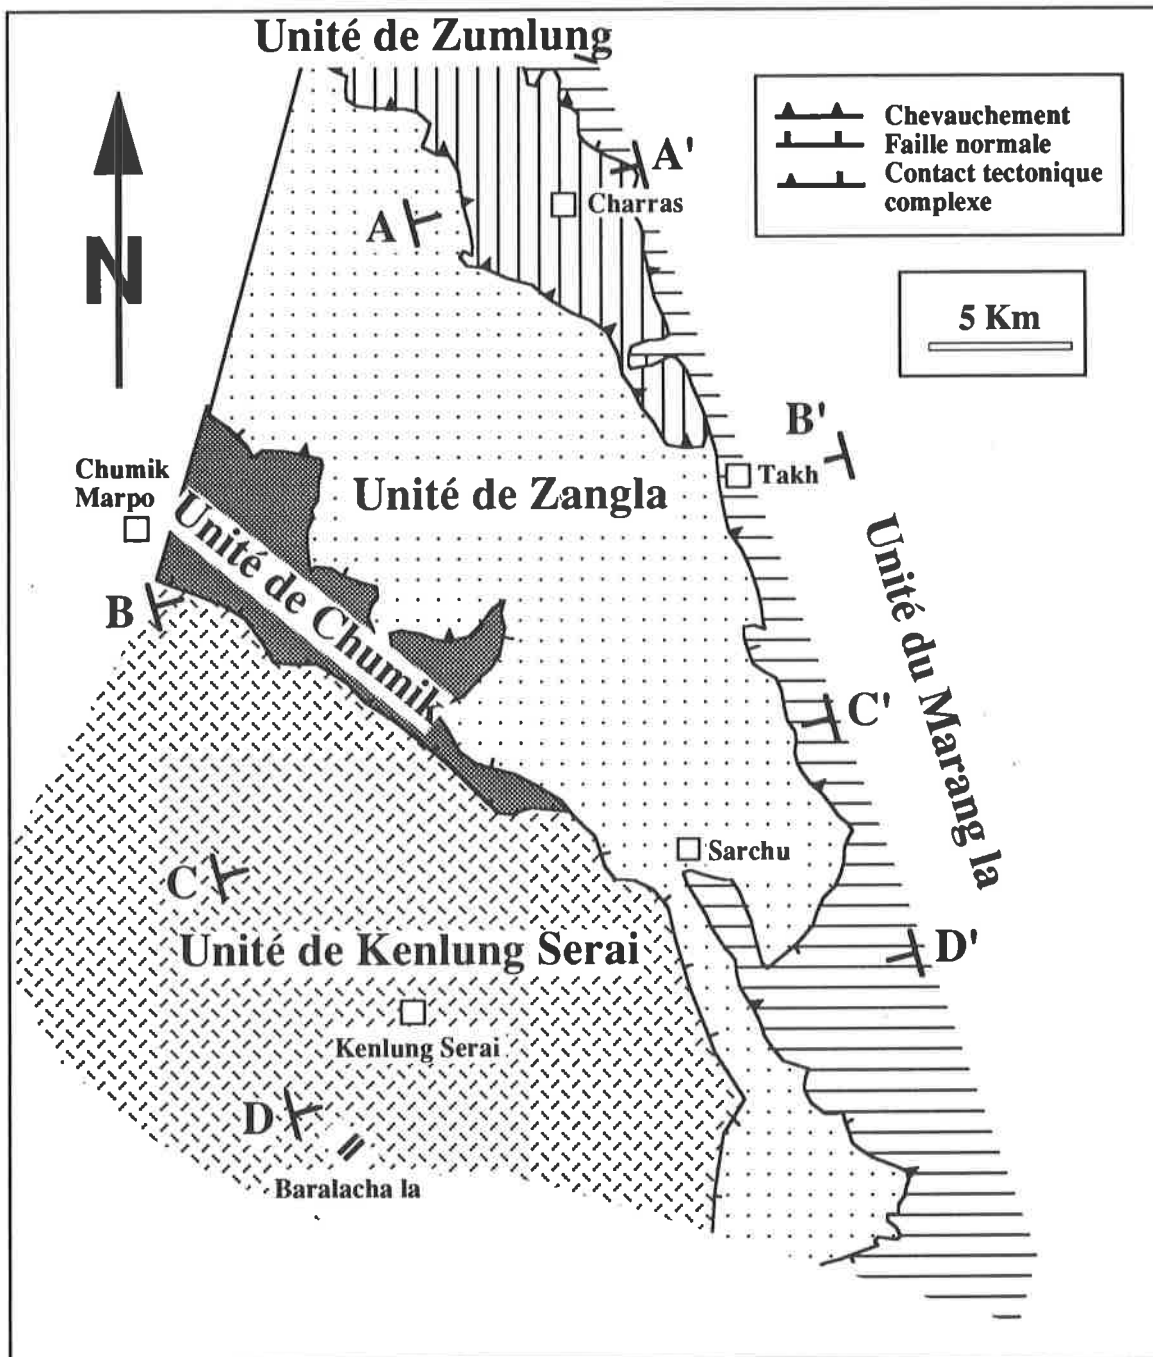 Unité de Zumlung
Chevauchement
Faille normale
Contact tectonique
complexe
N
A
A'
Charras
5 Km
B'
Chumik
Marpo
Unité de Zangla
Takh
Unité de Chumik
B
Unité du Marang la
C'
Sarchu
C
Unité de Kenlung Serai
D'
Kenlung Serai
D
Baralacha la